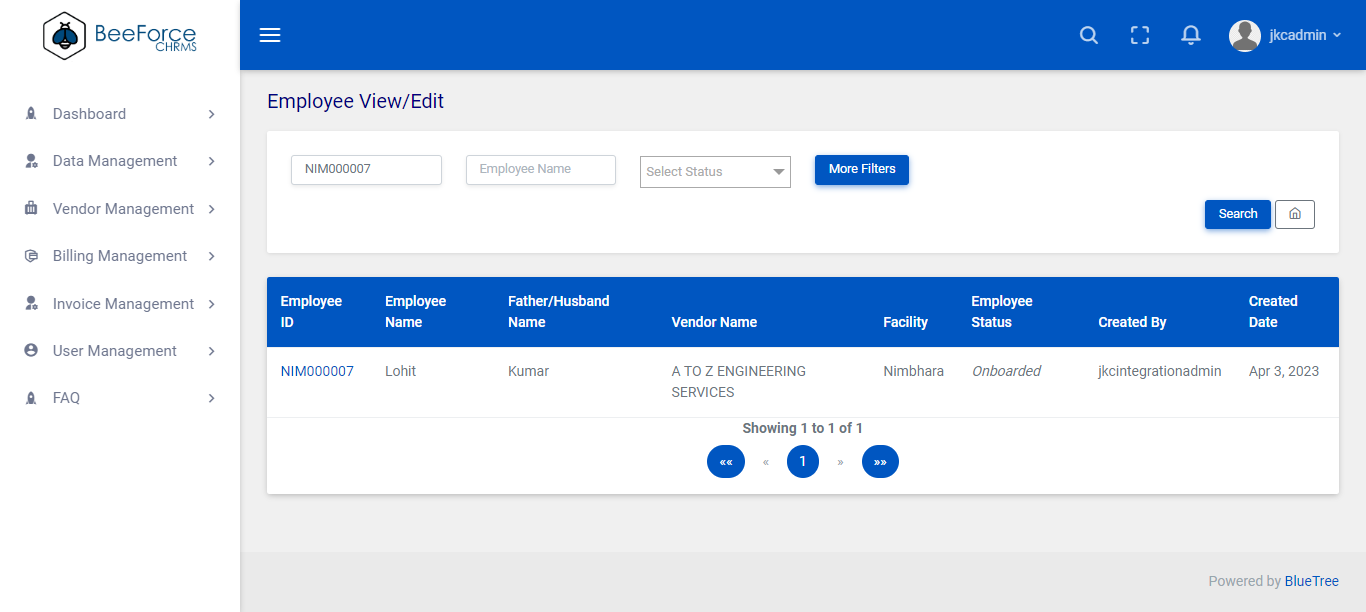 BeeForce
CHRMS
jkcadmin
Dashboard
Data Management
Vendor Management
Billing Management
Invoice Management
User Management
FAQ
Employee View/Edit
NIM000007 Employee Name Select Status More Filters
Search
Employee ID Employee Name Father/Husband Name Vendor Name Facility Employee Status Created By Created Date
NIM000007 Lohit Kumar A TO Z ENGINEERING SERVICES Nimbhara Onboarded jkcintegrationadmin Apr 3, 2023
Showing 1 to 1 of 1
«« « 1 » »»
Powered by BlueTree